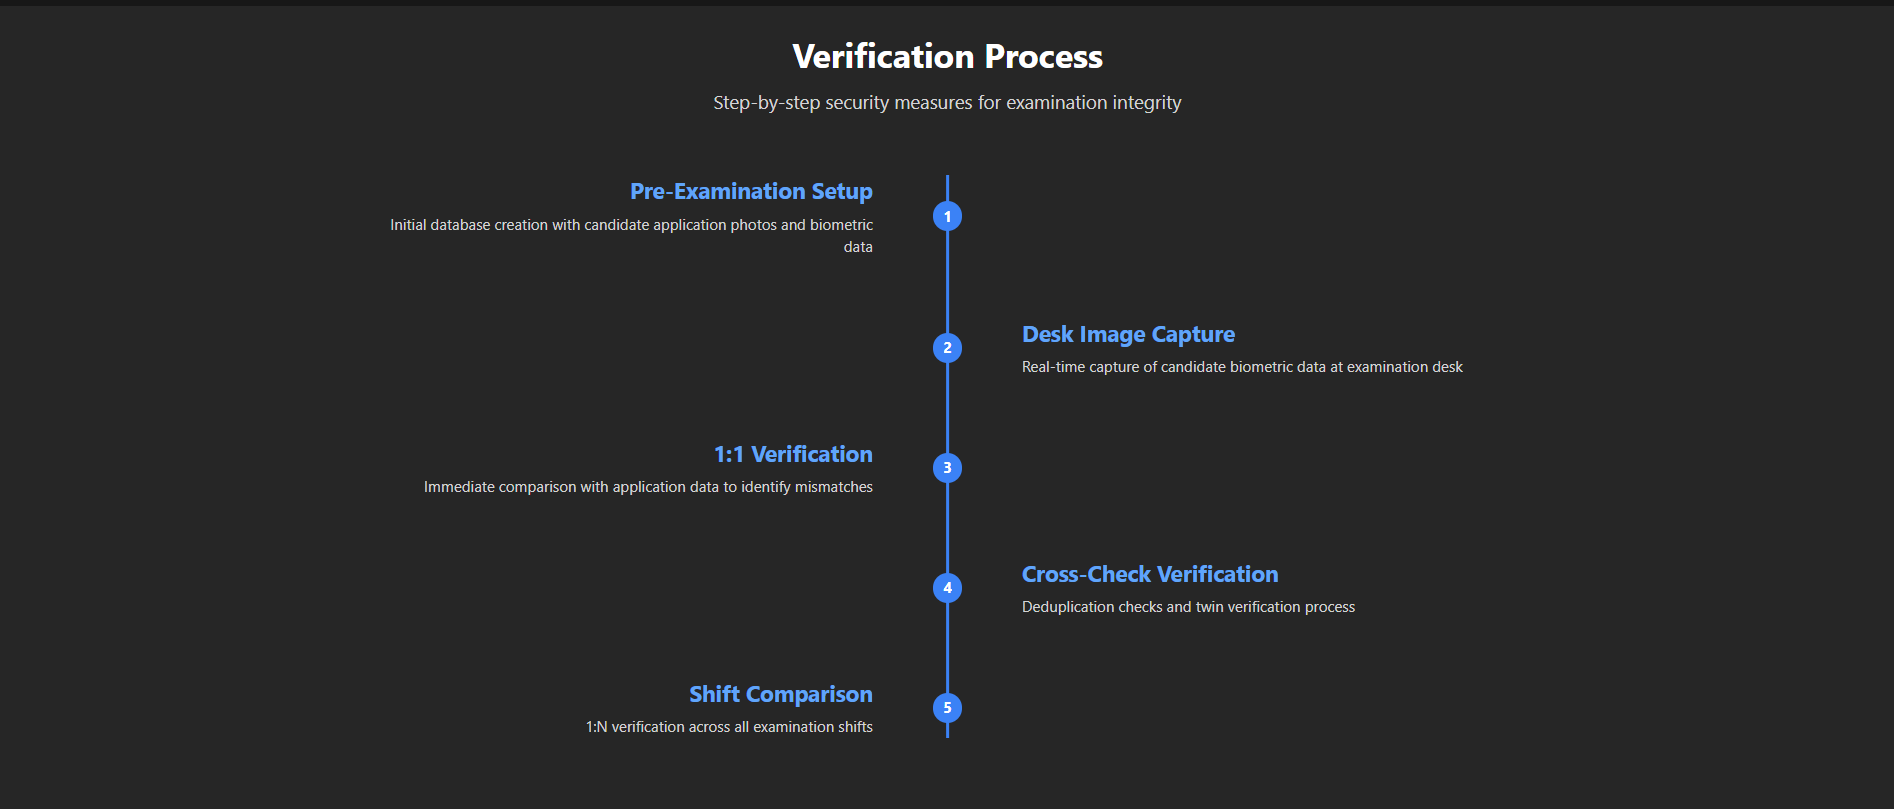 Verification Process
Step-by-step security measures for examination integrity
Pre-Examination Setup
Initial database creation with candidate application photos and biometric
data
1
2
Desk Image Capture
Real-time capture of candidate biometric data at examination desk
1:1 Verification
Immediate comparison with application data to identify mismatches
3
4
Cross-Check Verification
Deduplication checks and twin verification process
Shift Comparison
1:N verification across all examination shifts
5